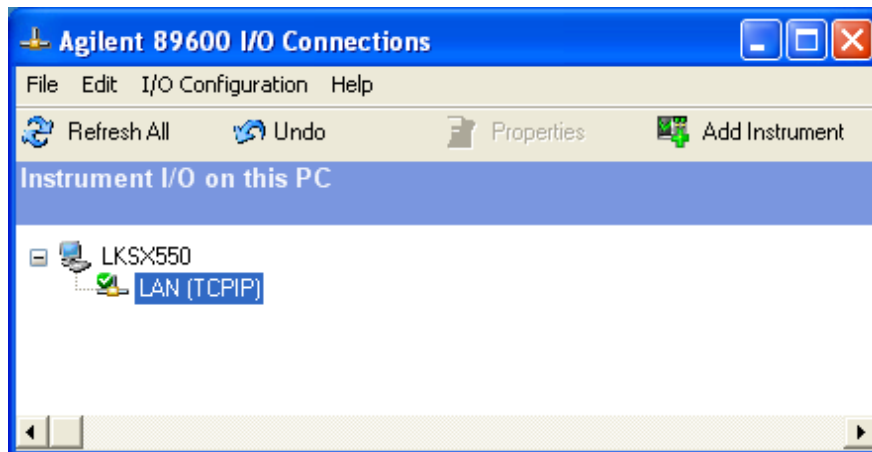 Agilent 89600 I/O Connections
File Edit I/O Configuration Help
Refresh All Undo Properties Add Instrument
Instrument I/O on this PC
LKSX550
LAN (TCPIP)